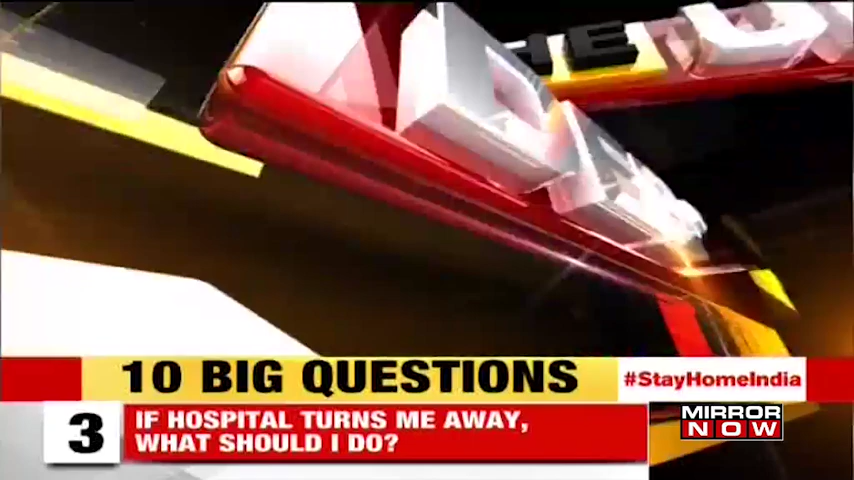 10 BIG QUESTIONS
#StayHomeIndia
3
IF HOSPITAL TURNS ME AWAY,
WHAT SHOULD I DO?
MIRROR
NOW